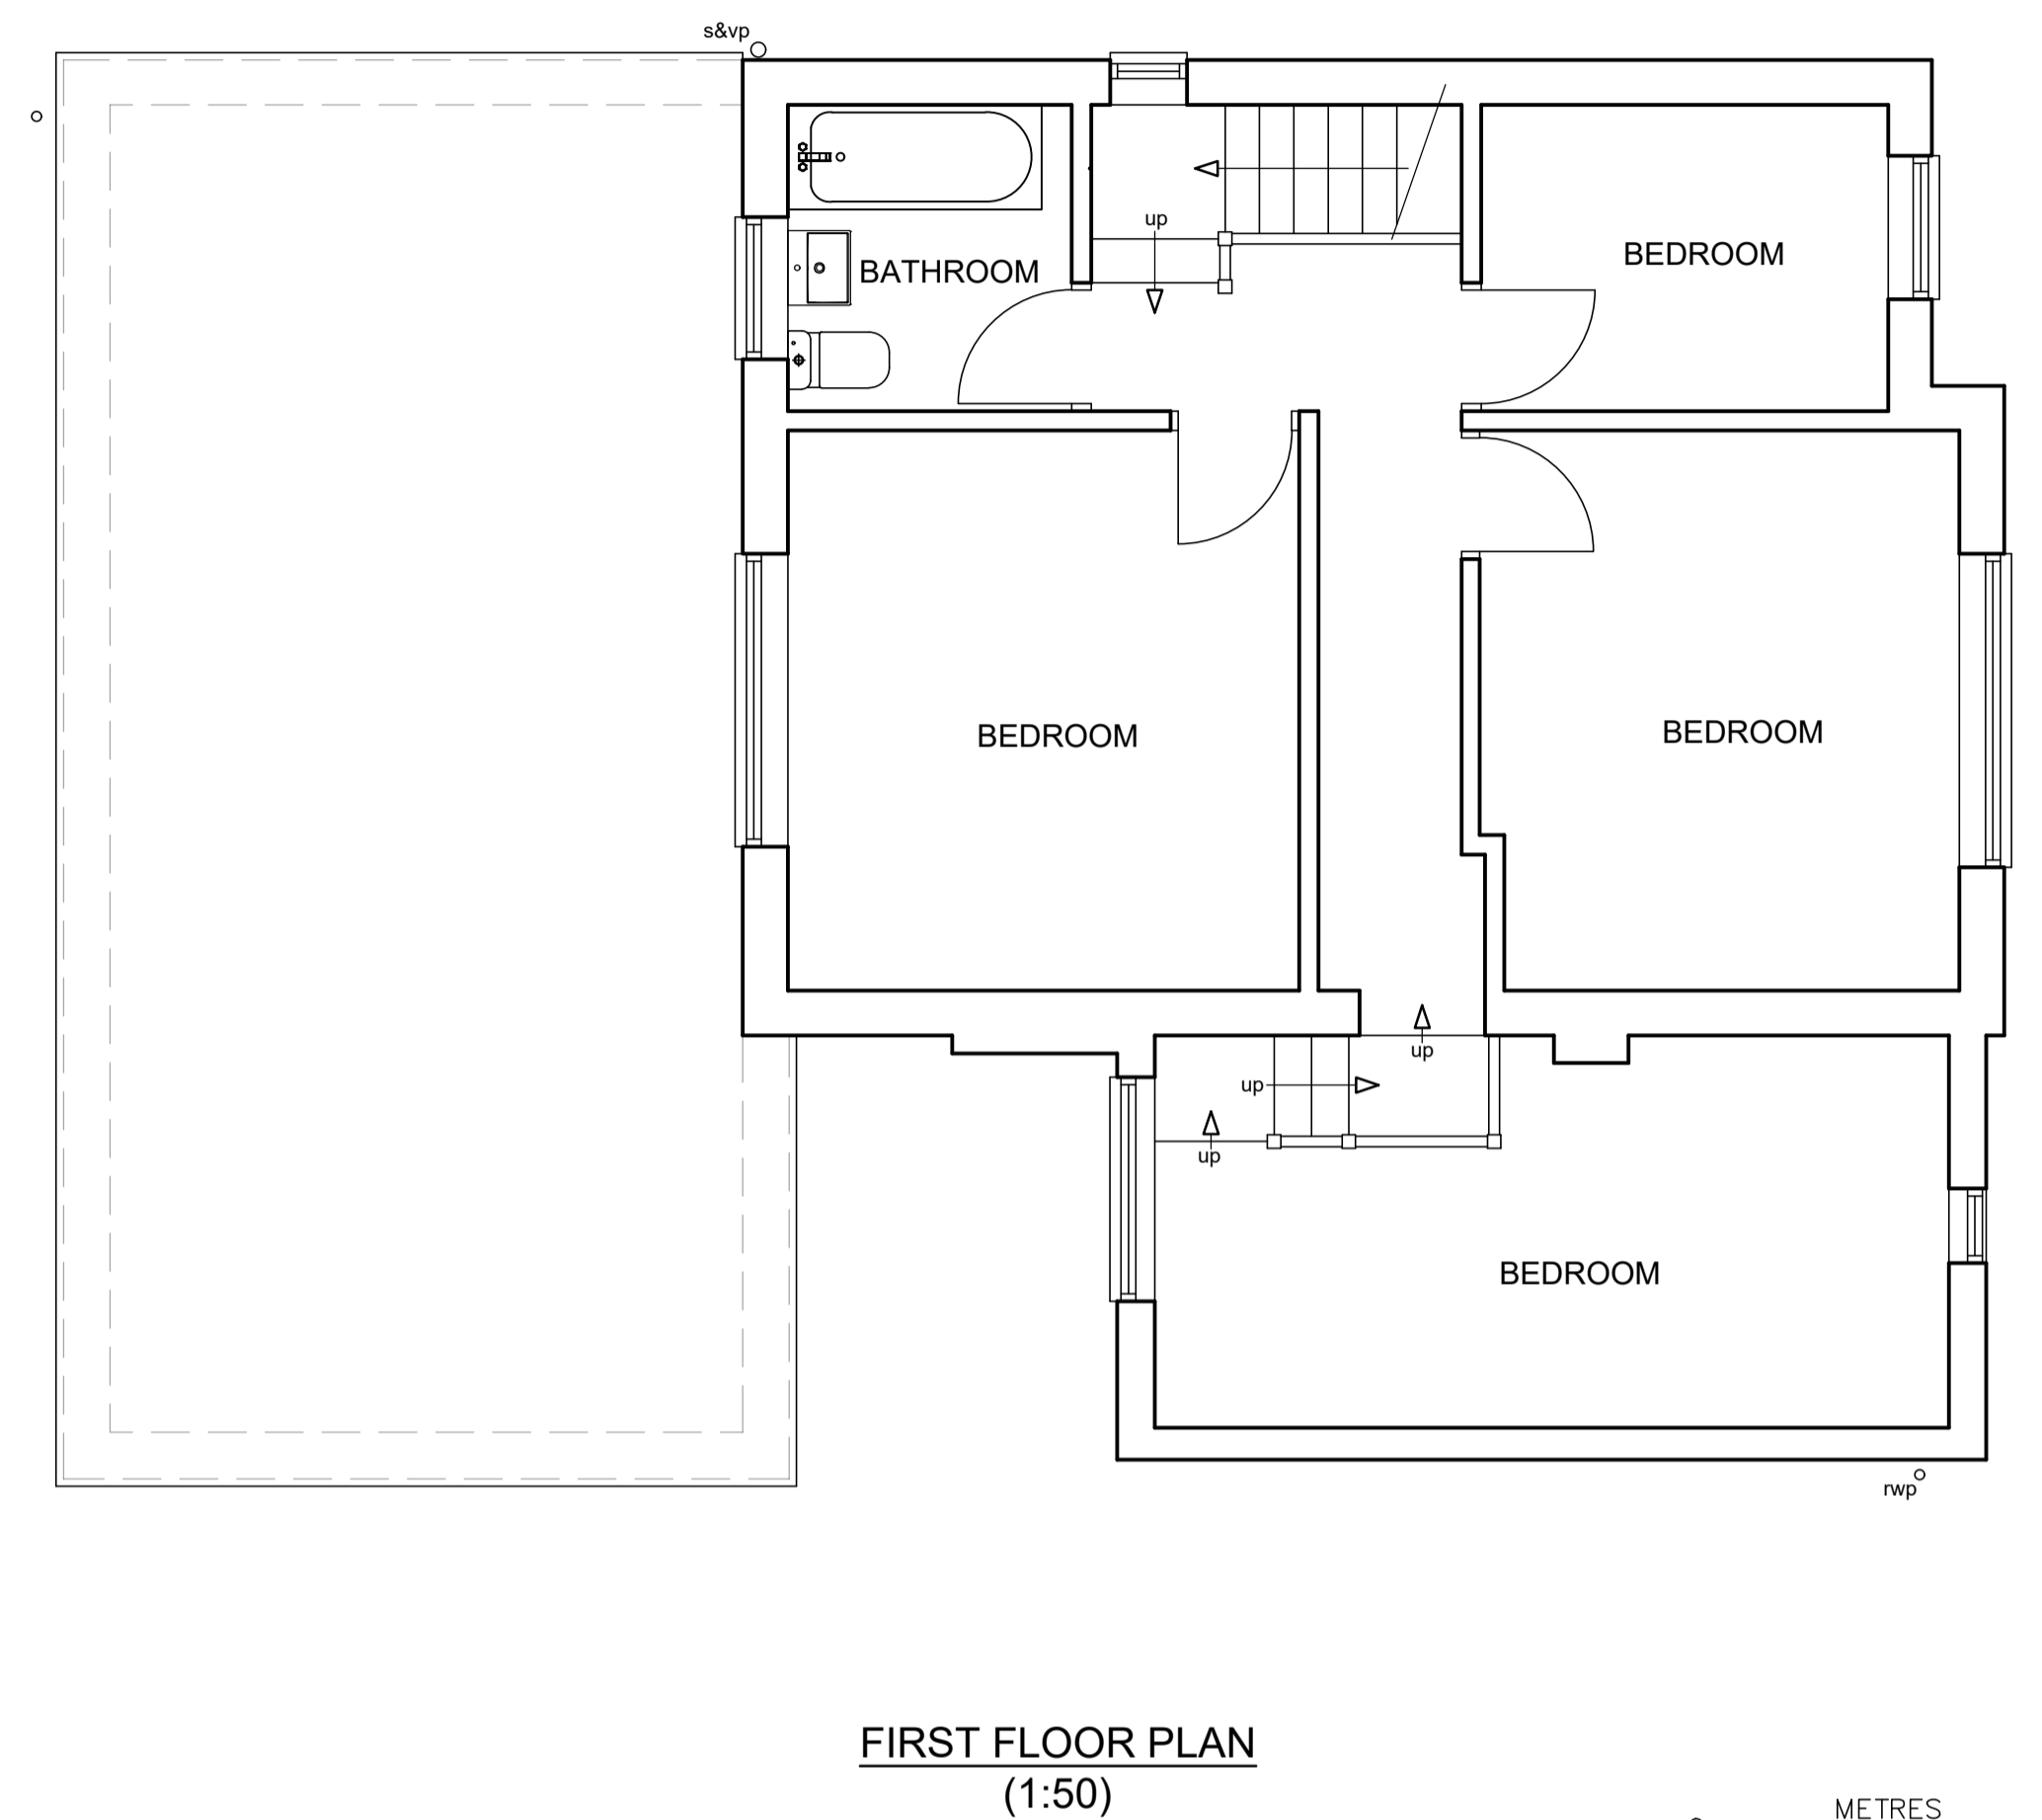 s&vp
up
BATHROOM
BEDROOM
BEDROOM
BEDROOM
up
up
up
BEDROOM
rwp
FIRST FLOOR PLAN
(1:50)
METRES